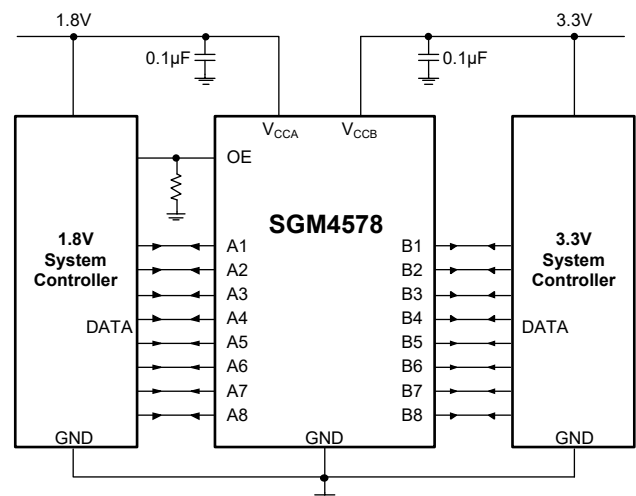 1.8V
3.3V
0.1µF
0.1µF
VCCA
VCCB
OE
SGM4578
1.8V
System
Controller
3.3V
System
Controller
A1
B1
A2
B2
A3
B3
A4
B4
DATA
DATA
A5
B5
A6
B6
A7
B7
A8
B8
GND
GND
GND